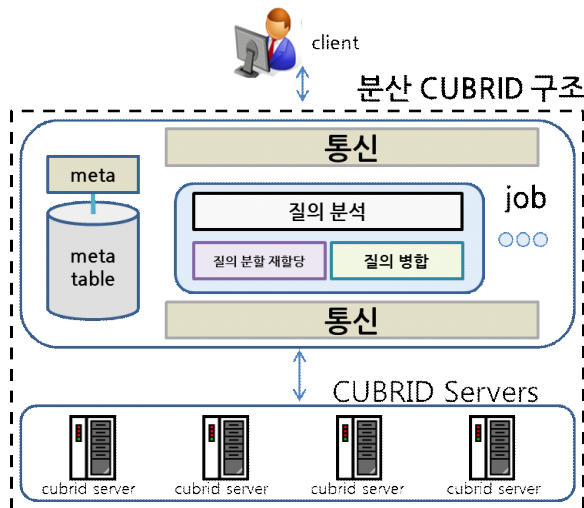 client
분산 CUBRID 구조
통신
meta
meta
table
질의 분석
질의 분할 재할당
질의 병합
job
통신
CUBRID Servers
cubrid server
cubrid server
cubrid server
cubrid server